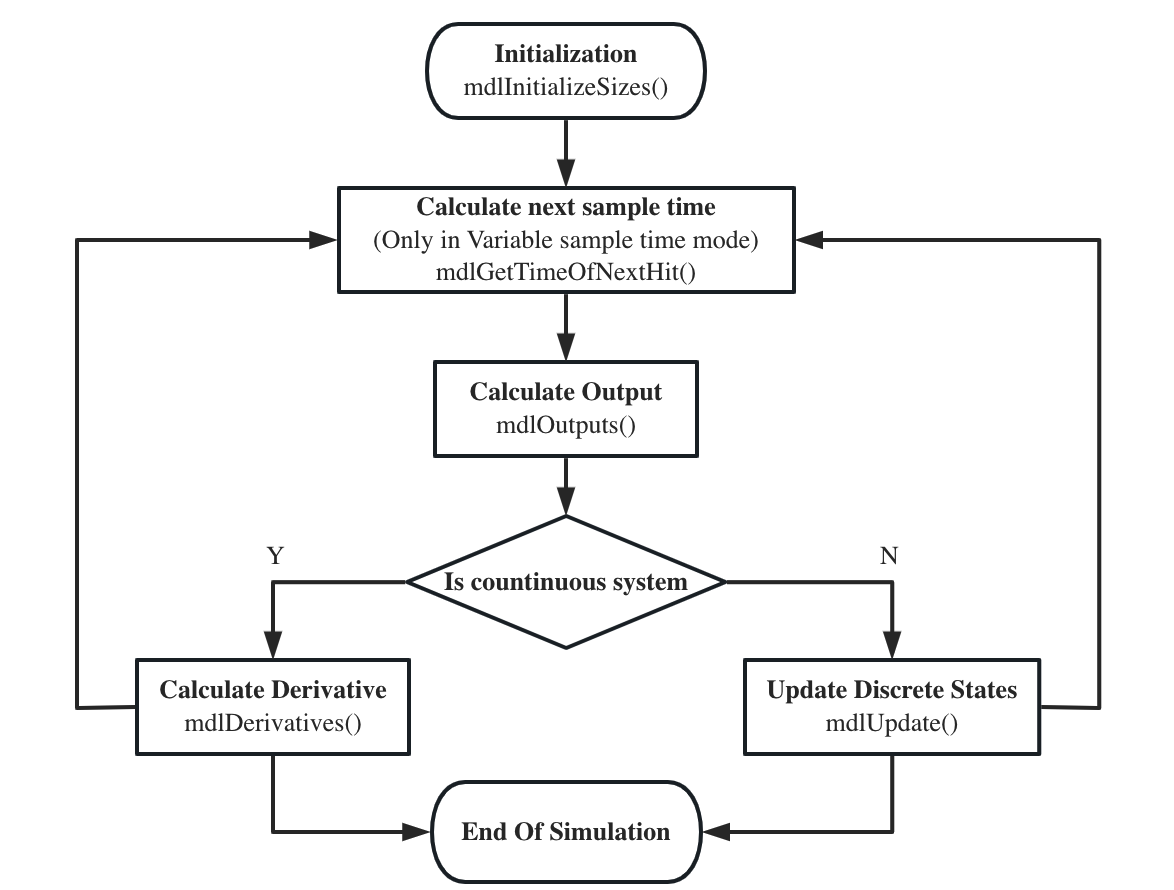 Initialization
mdlInitializeSizes()
Calculate next sample time
(Only in Variable sample time mode)
mdlGetTimeOfNextHit()
Calculate Output
mdlOutputs()
Y
N
Is countinuous system
Calculate Derivative
mdlDerivatives()
Update Discrete States
mdlUpdate()
End Of Simulation